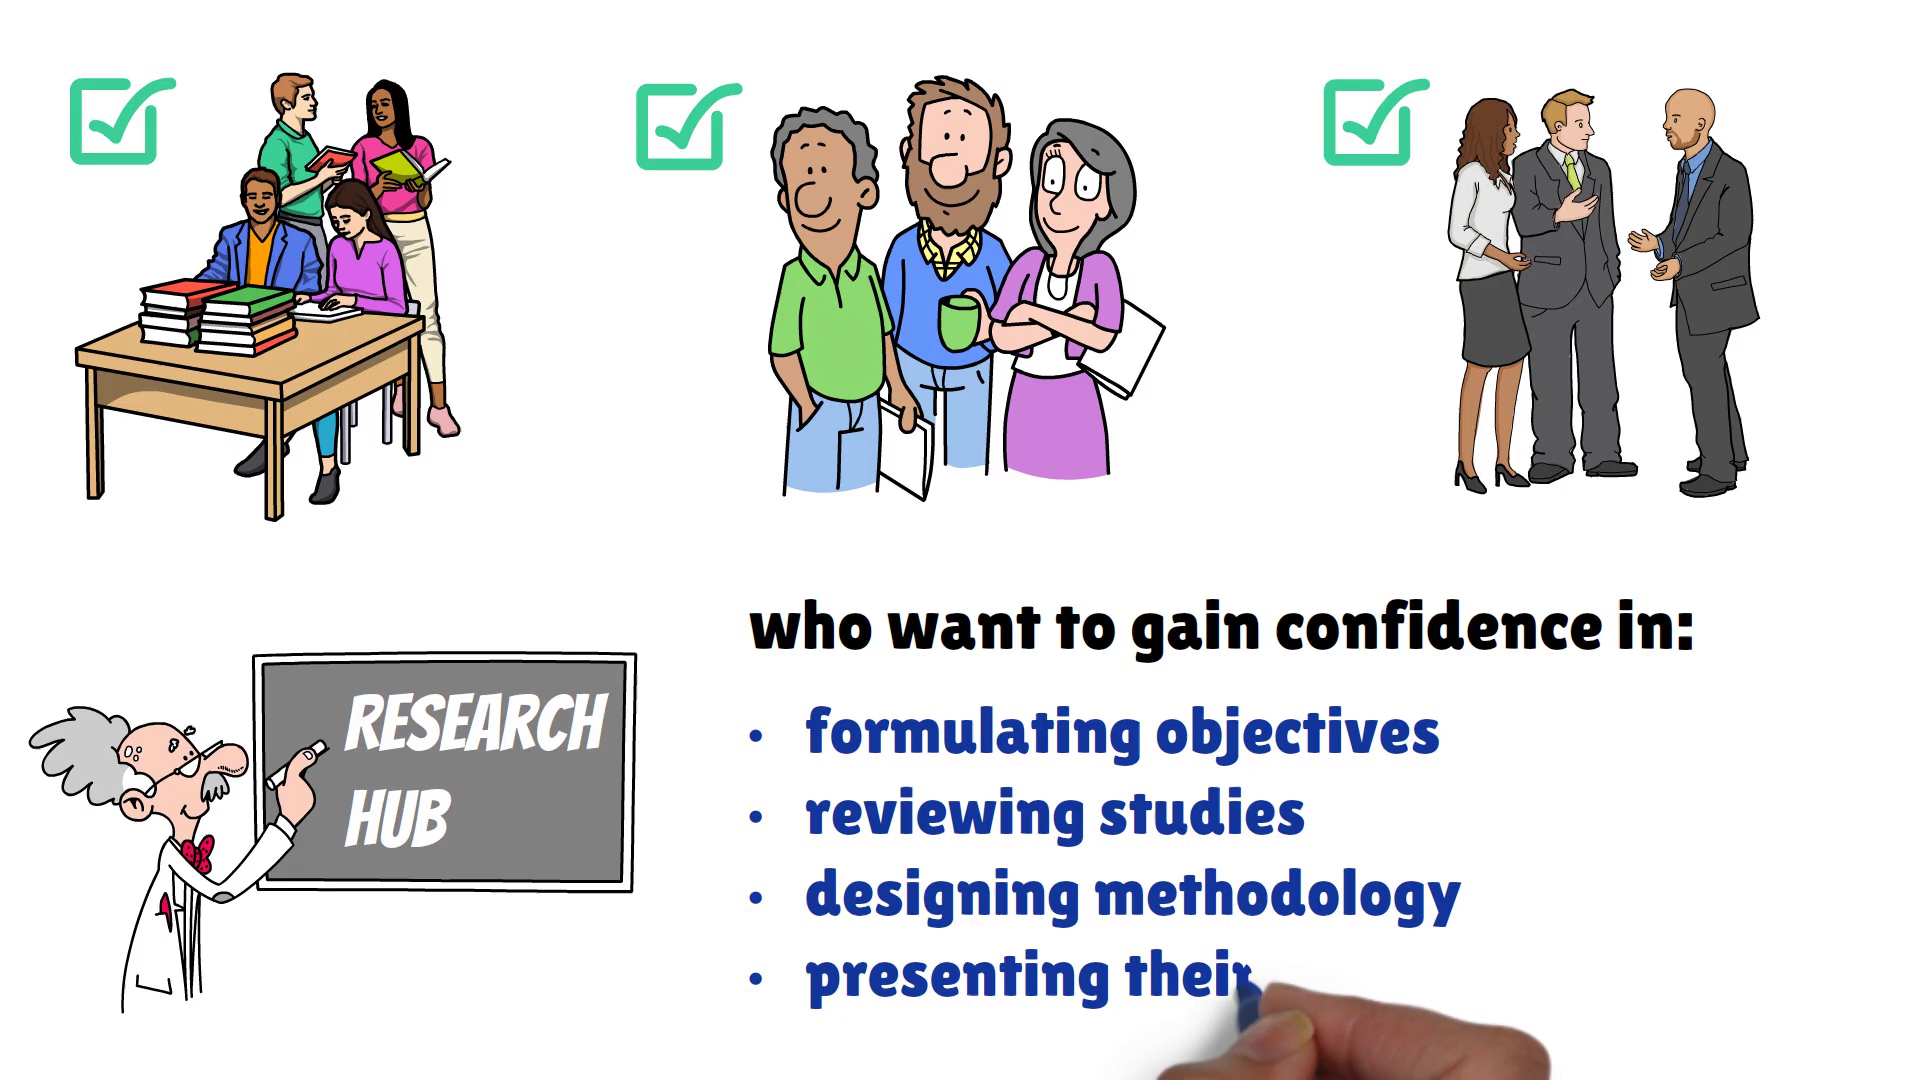 who want to gain confidence in:
RESEARCH
HUB
• formulating objectives
• reviewing studies
• designing methodology
• presenting their